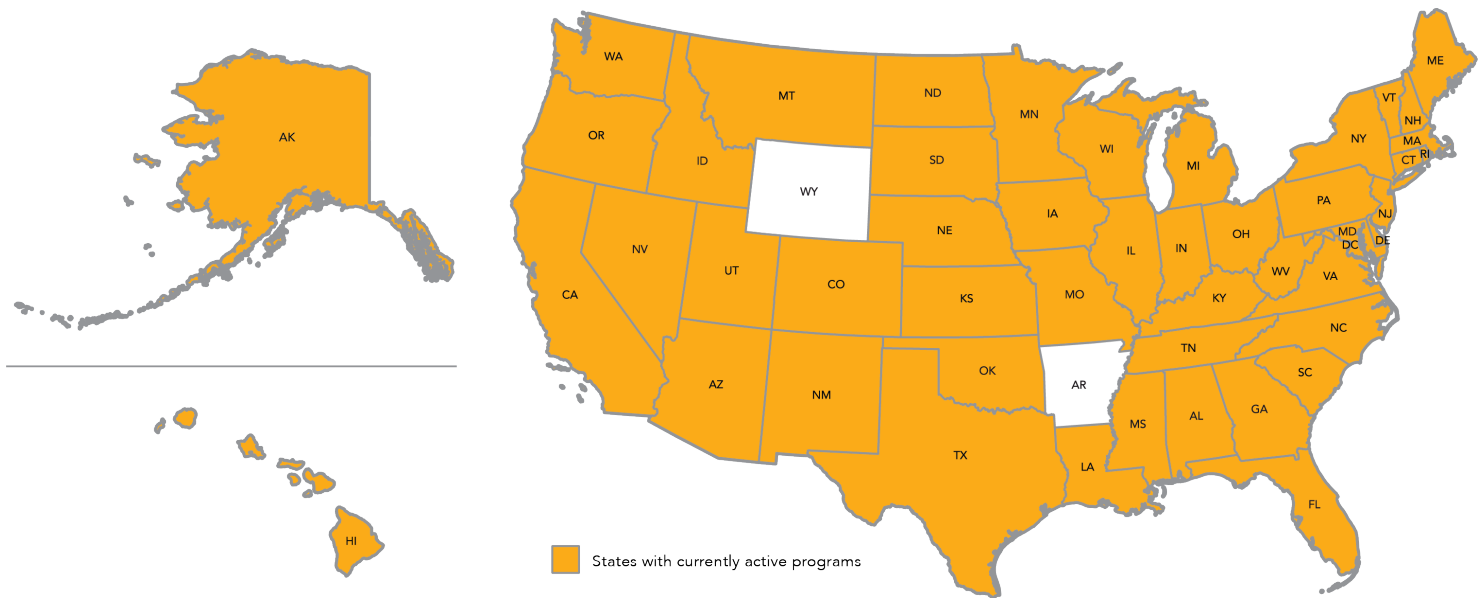 WA
MT
ND
MN
ME
VT
NH
NY
MA
CT
RI
AK
OR
ID
WY
SD
WI
MI
PA
NJ
IA
NE
OH
MD
DC
DE
NV
UT
CO
IL
IN
WV
VA
CA
KS
MO
KY
NC
TN
AZ
NM
OK
AR
SC
MS
AL
GA
TX
LA
FL
HI
States with currently active programs